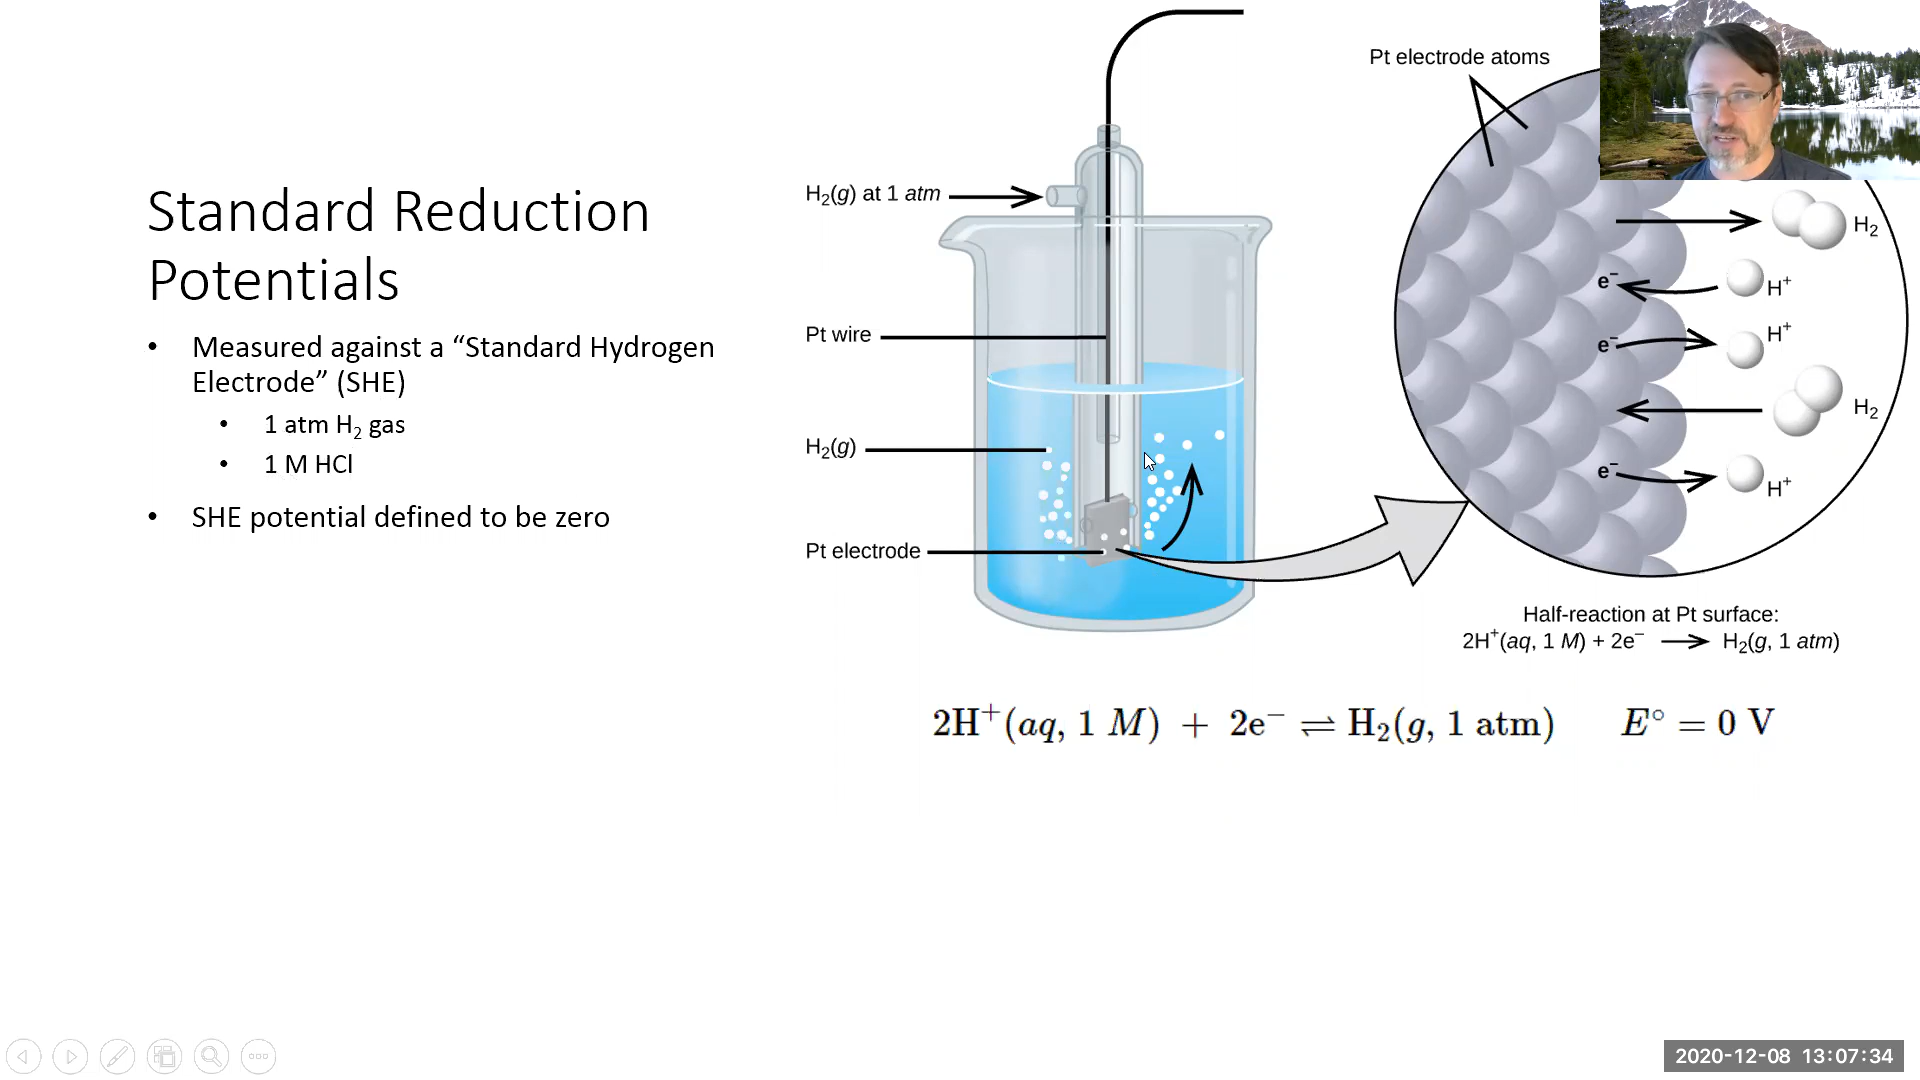 Standard Reduction
Potentials
• Measured against a “Standard Hydrogen
Electrode” (SHE)
• 1 atm H₂ gas
• 1 M HCl
• SHE potential defined to be zero
H₂(g) at 1 atm
Pt wire
H₂(g)
Pt electrode
Pt electrode atoms
H₂
e⁻ H⁺
e⁻ H⁺
H₂
e⁻ H⁺
Half-reaction at Pt surface:
2H⁺(aq, 1 M) + 2e⁻ ⟶ H₂(g, 1 atm)
2H⁺(aq, 1 M) + 2e⁻ ⇌ H₂(g, 1 atm) E° = 0 V
2020-12-08 13:07:34